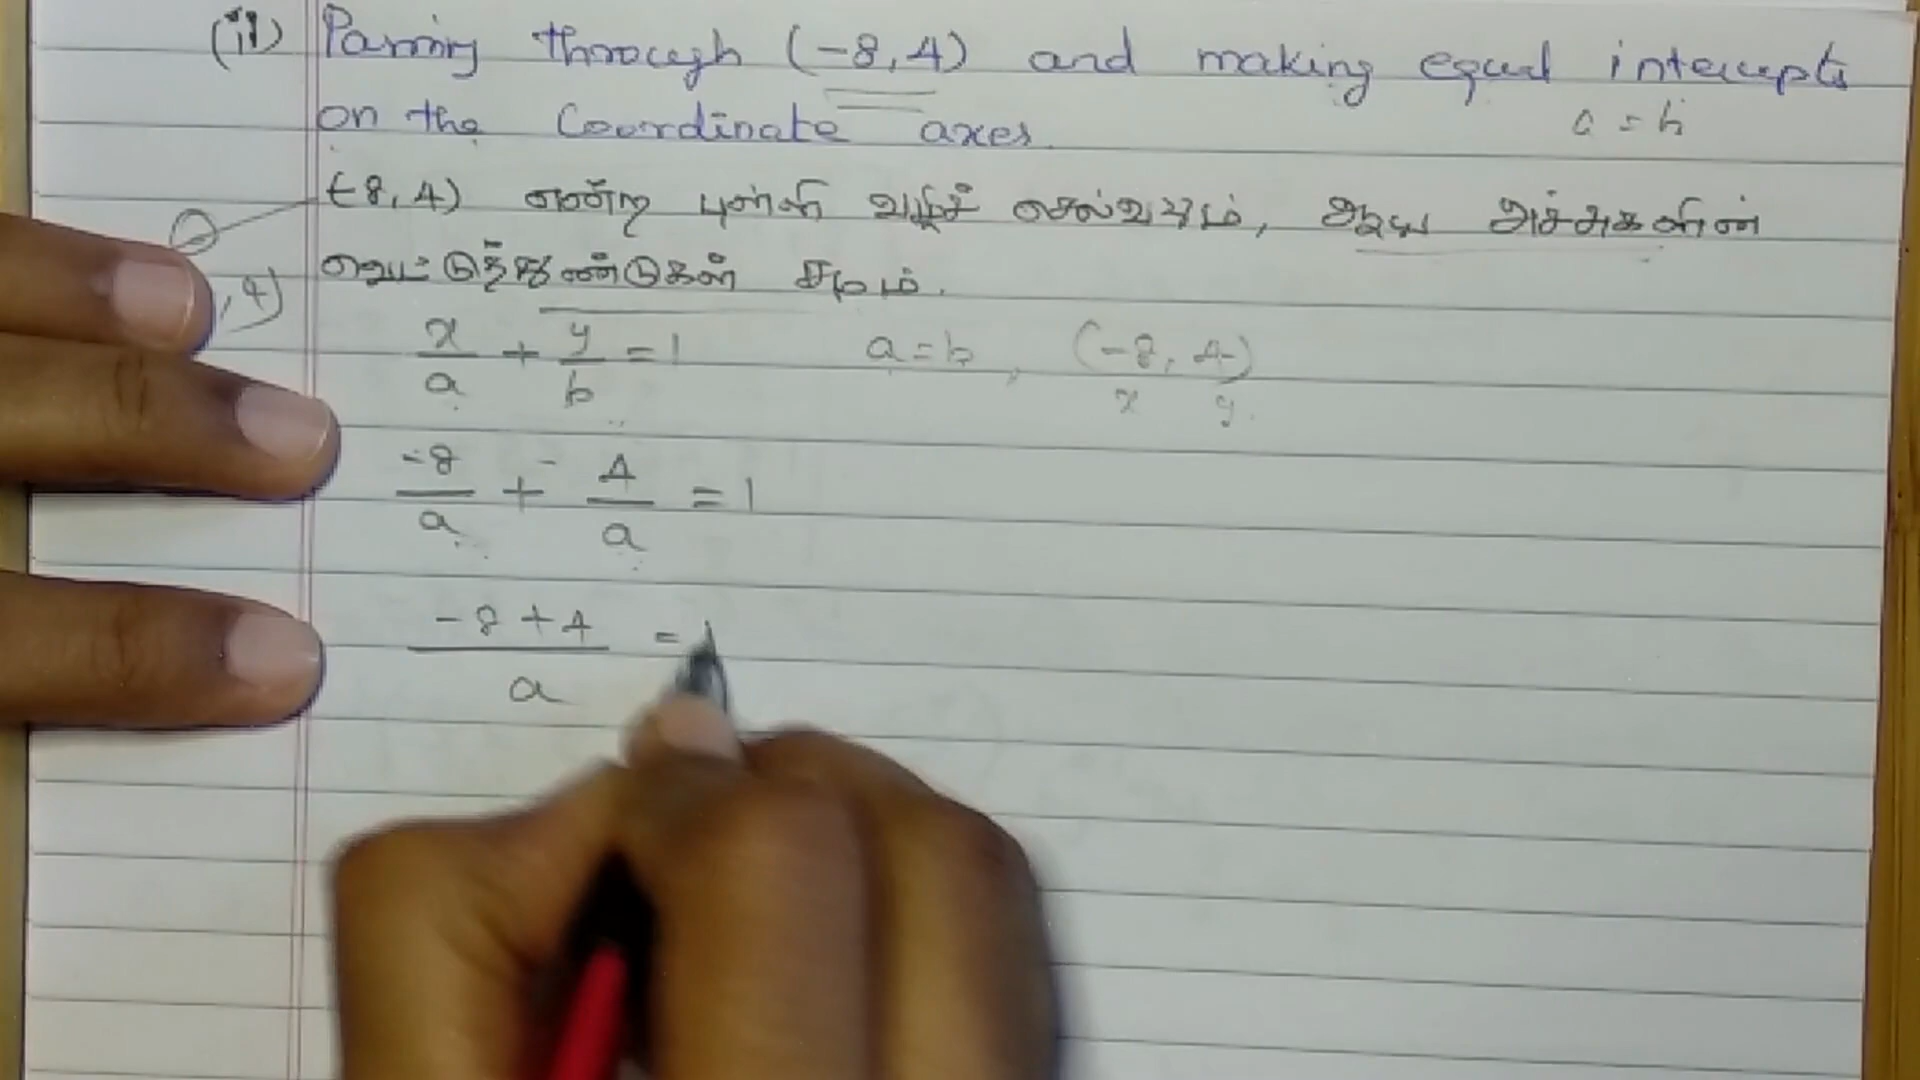 (ii) Passing through (-8, 4) and making equal intercepts
on the Coordinate axes.
a = b
(-8, 4) என்ற புள்ளி வழிச் செல்வதும், ஆய அச்சுகளின்
வெட்டுத்துண்டுகள் சமம்.
, 4)
x/a + y/b = 1 a = b , (-8, 4)
x y
-8/a + 4/a = 1
-8 + 4 / a = 1